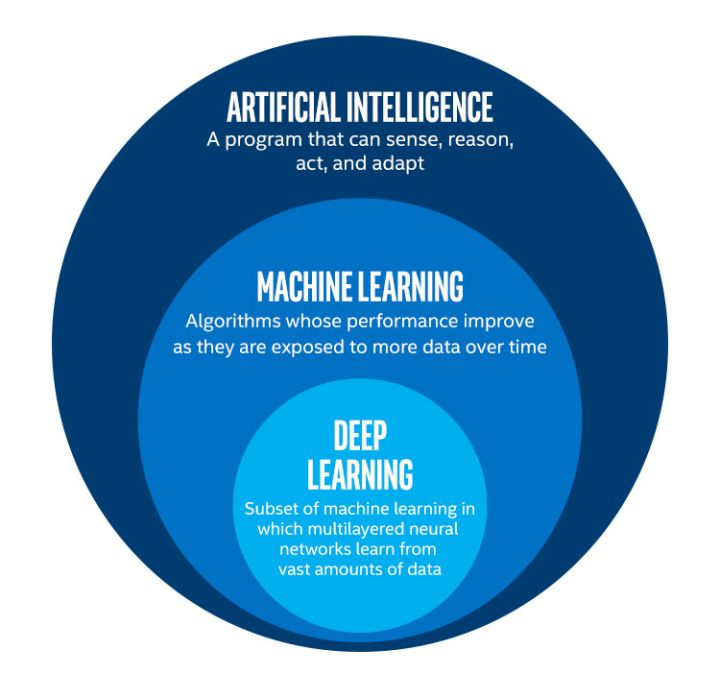 ARTIFICIAL INTELLIGENCE
A program that can sense, reason,
act, and adapt
MACHINE LEARNING
Algorithms whose performance improve
as they are exposed to more data over time
DEEP
LEARNING
Subset of machine learning in
which multilayered neural
networks learn from
vast amounts of data